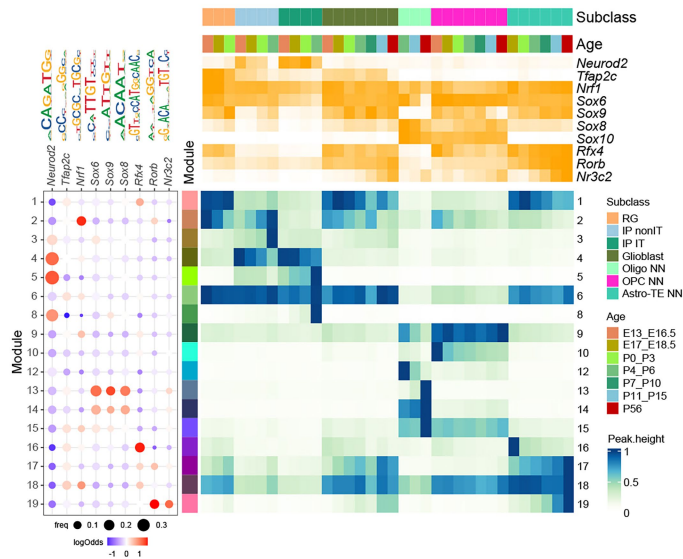 Subclass
Age
Neurod2
Tfap2c
Nrf1
Sox6
Sox9
Sox8
Sox10
Rfx4
Rorb
Nr3c2
CAGATG
TTGT
ATTGT
ACAAT
Neurod2
Tfap2c
Nrf1
Sox6
Sox9
Sox8
Rfx4
Rorb
Nr3c2
Module
Module
1
2
3
4
5
6
8
9
10
12
13
14
15
16
17
18
19
1
2
3
4
5
6
8
9
10
12
13
14
15
16
17
18
19
Subclass
RG
IP nonIT
IP IT
Glioblast
Oligo NN
OPC NN
Astro-TE NN
Age
E13_E16.5
E17_E18.5
P0_P3
P4_P6
P7_P10
P11_P15
P56
Peak.height
1
0.5
0
freq 0.1 0.2 0.3
logOdds
-1 0 1